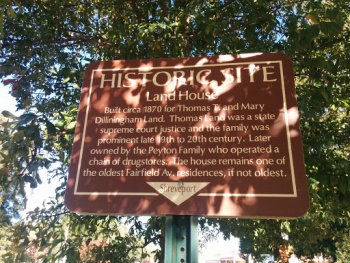 HISTORIC SITE
Land House
Built circa 1870 for Thomas T. and Mary
Dillingham Land. Thomas Land was a state
supreme court justice and the family was
prominent late 19th to 20th century. Later
owned by the Peyton Family who operated a
chain of drugstores. The house remains one of
the oldest Fairfield Av. residences, if not oldest.
Shreveport